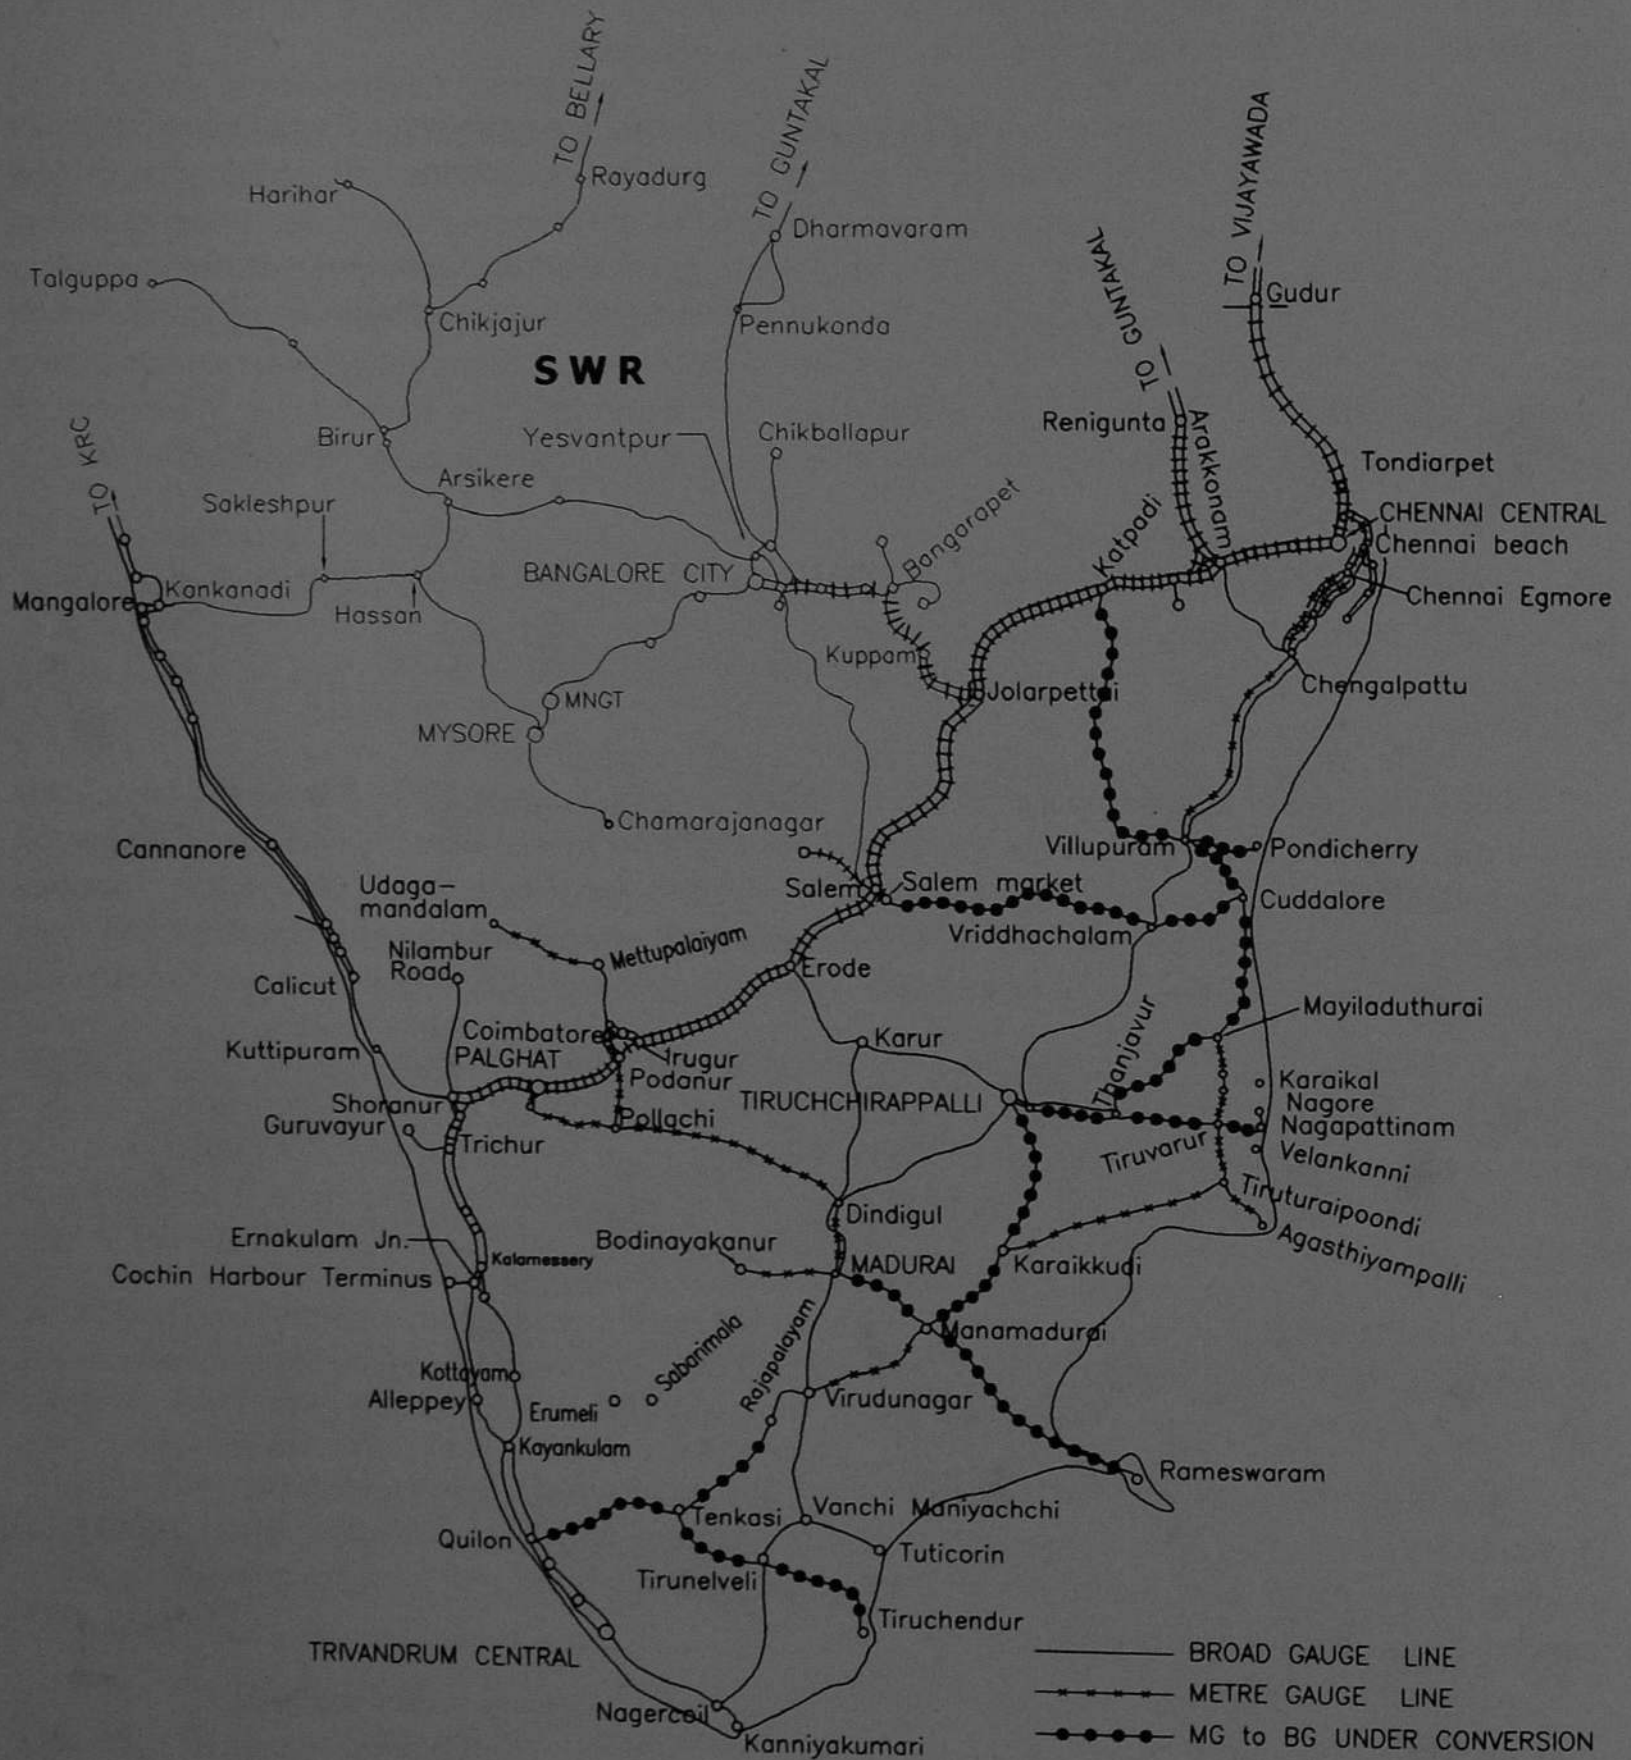 TO BELLARY
TO GUNTAKAL
TO VIJAYAWADA
Harihar
Rayadurg
Dharmavaram
TO GUNTAKAL
Talguppa
Gudur
Chikjajur
Pennukonda
SWR
TO KRC
Birur
Yesvantpur
Chikballapur
Renigunta
Arakkonam
Tondiarpet
Arsikere
Sakleshpur
Bangarapet
Katpadi
CHENNAI CENTRAL
Chennai beach
BANGALORE CITY
Kankanadi
Mangalore
Hassan
Chennai Egmore
Kuppam
Jolarpettai
Chengalpattu
MNGT
MYSORE
Chamarajanagar
Cannanore
Villupuram
Pondicherry
Udaga-
mandalam
Salem
Salem market
Cuddalore
Vriddhachalam
Mettupalaiyam
Nilambur
Road
Erode
Calicut
Mayiladuthurai
Coimbatore
Karur
Thanjavur
Kuttipuram
PALGHAT
Irugur
Podanur
Karaikal
Nagore
Shoranur
TIRUCHCHIRAPPALLI
Guruvayur
Pollachi
Nagapattinam
Trichur
Tiruvarur
Velankanni
Tiruturaipoondi
Dindigul
Ernakulam Jn.
Bodinayakanur
Agasthiyampalli
Kalamessery
MADURAI
Karaikkudi
Cochin Harbour Terminus
Manamadurai
Sabarimala
Rajapalayam
Kottayam
Alleppey
Erumeli
Virudunagar
Kayankulam
Rameswaram
Tenkasi
Vanchi Maniyachchi
Quilon
Tuticorin
Tirunelveli
Tiruchendur
TRIVANDRUM CENTRAL
Nagercoil
Kanniyakumari
BROAD GAUGE LINE
METRE GAUGE LINE
MG to BG UNDER CONVERSION